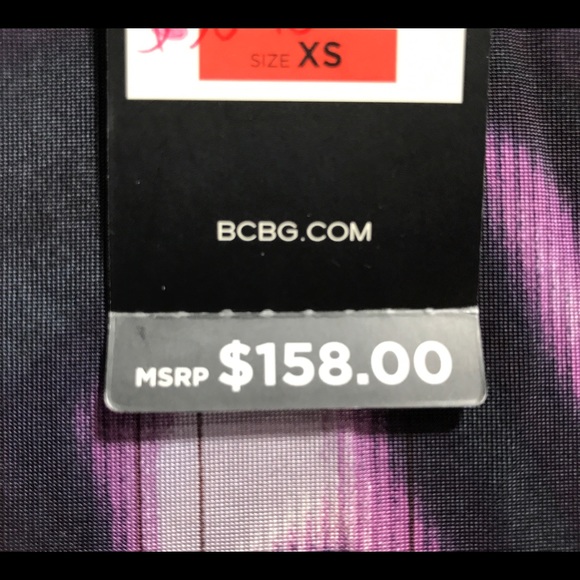 SIZE XS
BCBG.COM
MSRP $158.00